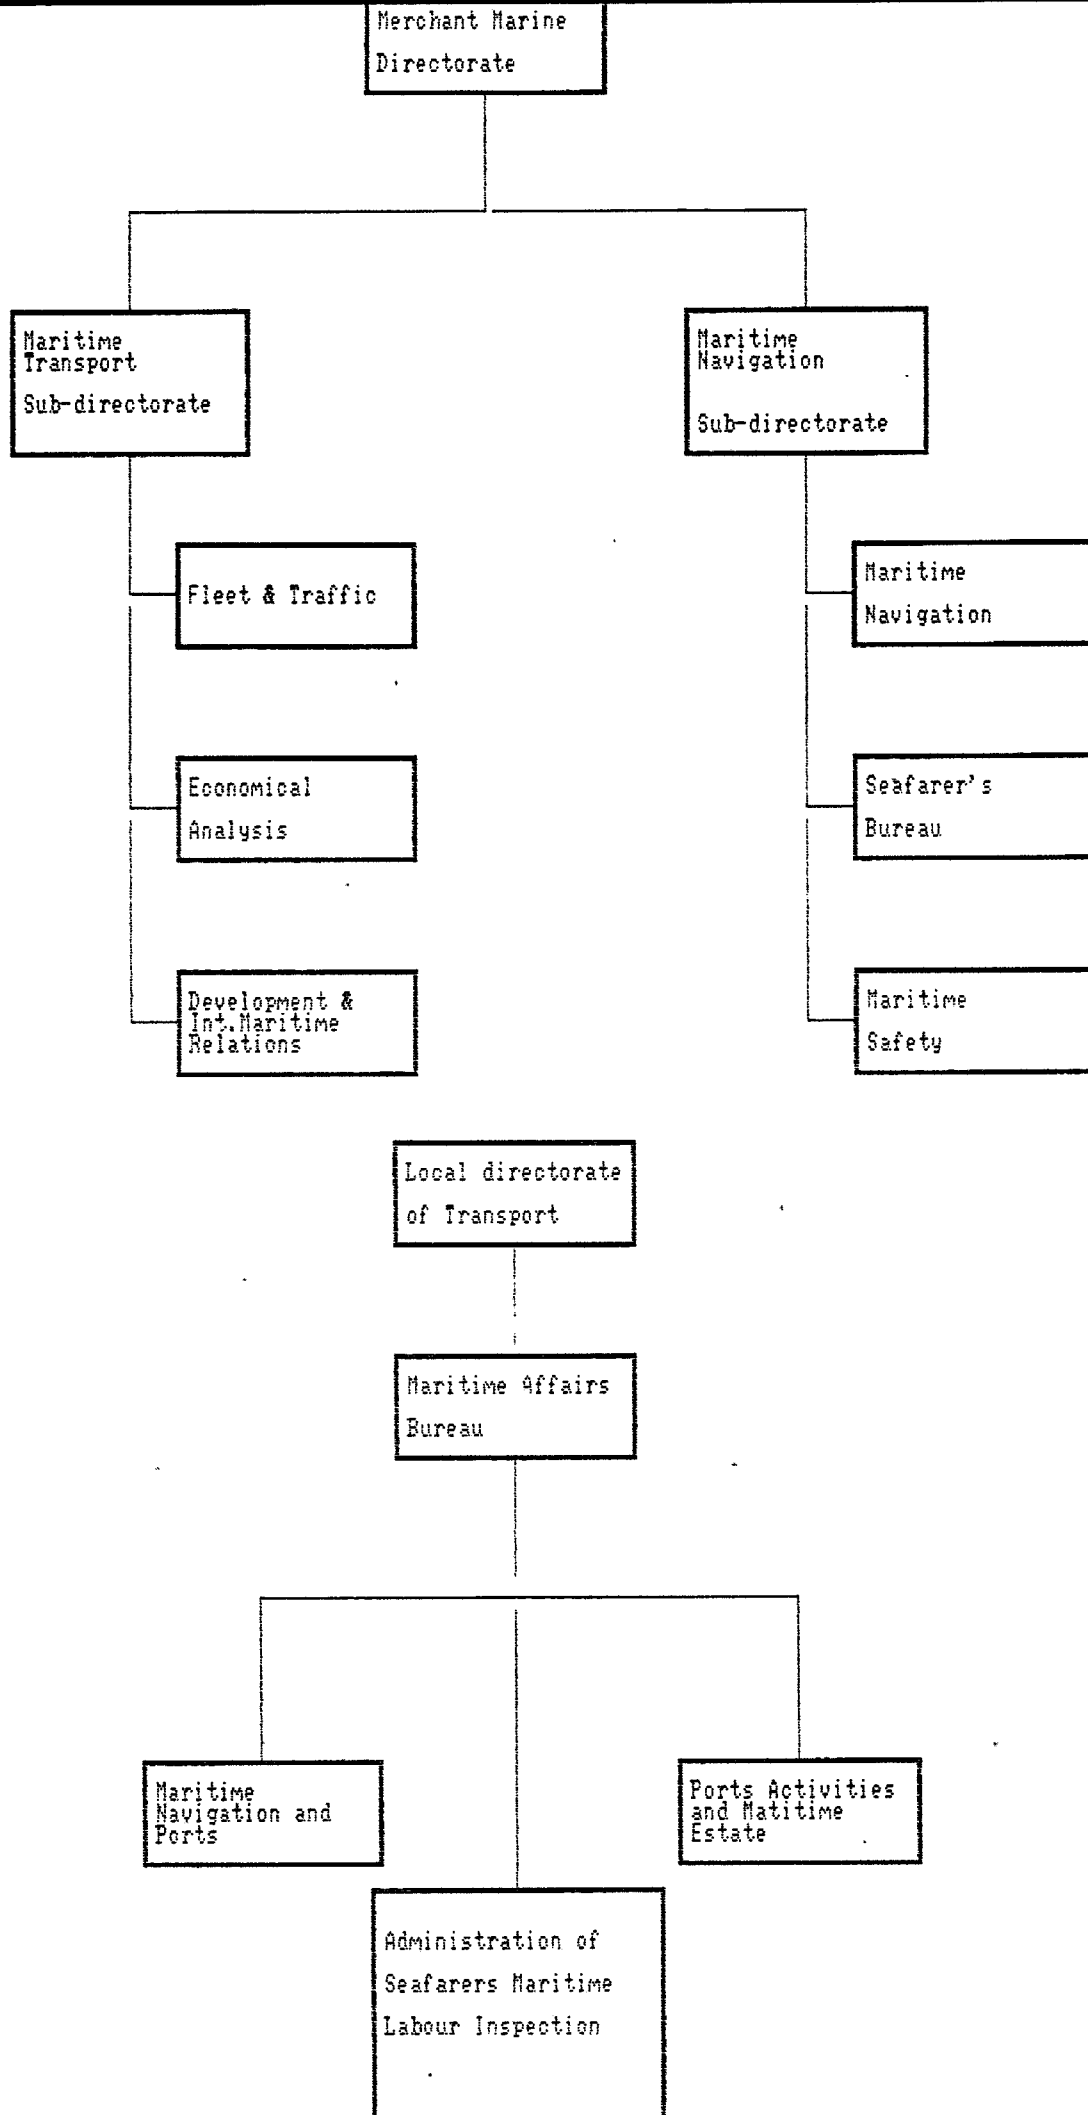 Merchant Marine
Directorate
Maritime
Transport
Sub-directorate
Maritime
Navigation
Sub-directorate
Fleet & Traffic
Maritime
Navigation
Economical
Analysis
Seafarer's
Bureau
Development &
Int.Maritime
Relations
Maritime
Safety
Local directorate
of Transport
Maritime Affairs
Bureau
Maritime
Navigation and
Ports
Ports Activities
and Matitime
Estate
Administration of
Seafarers Maritime
Labour Inspection